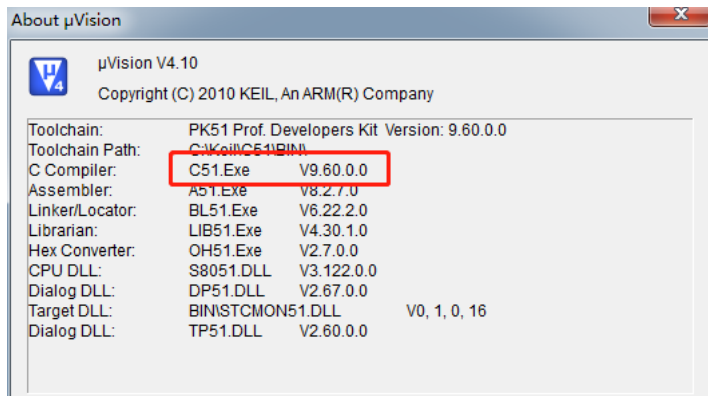 About µVision
µVision V4.10
Copyright (C) 2010 KEIL, An ARM(R) Company
Toolchain: PK51 Prof. Developers Kit Version: 9.60.0.0
Toolchain Path: C:\Keil\C51\BIN\
C Compiler: C51.Exe V9.60.0.0
Assembler: A51.Exe V8.2.7.0
Linker/Locator: BL51.Exe V6.22.2.0
Librarian: LIB51.Exe V4.30.1.0
Hex Converter: OH51.Exe V2.7.0.0
CPU DLL: S8051.DLL V3.122.0.0
Dialog DLL: DP51.DLL V2.67.0.0
Target DLL: BIN\STCMON51.DLL V0, 1, 0, 16
Dialog DLL: TP51.DLL V2.60.0.0